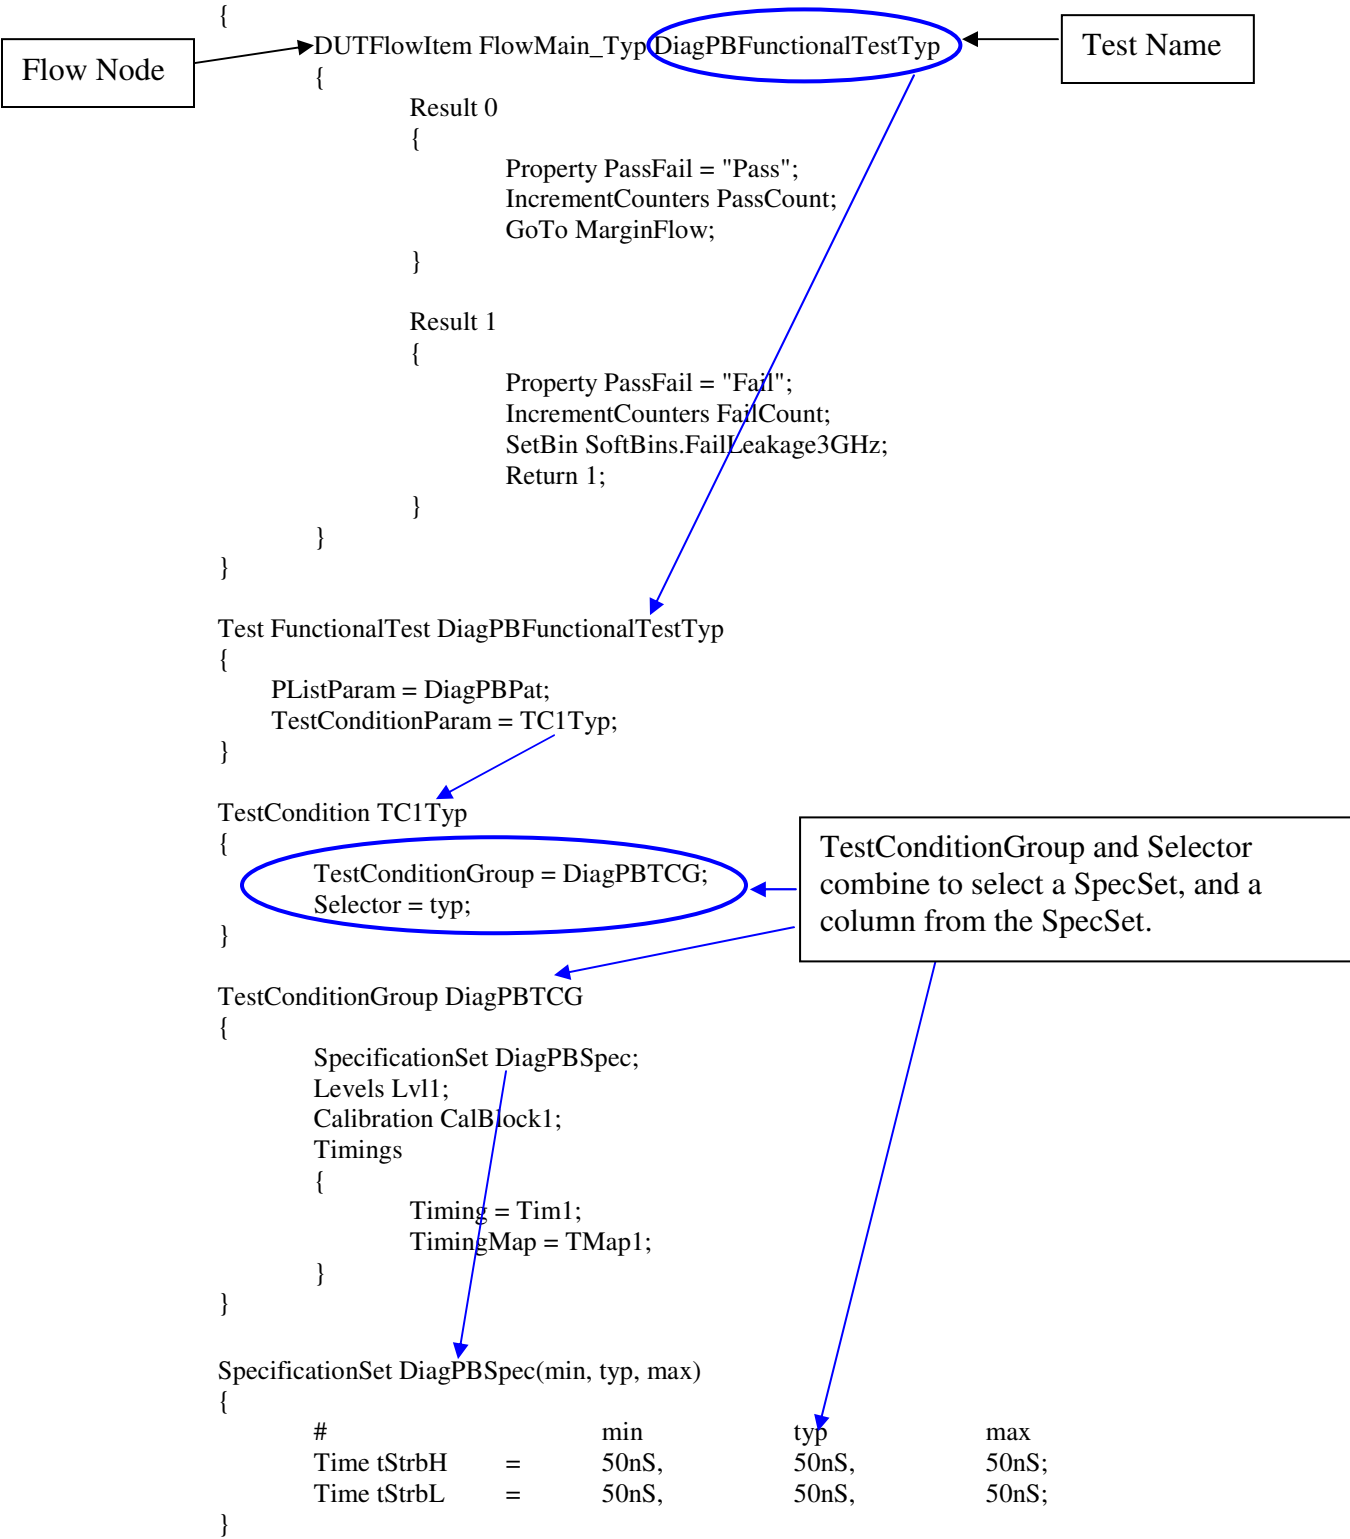 {
Flow Node
DUTFlowItem FlowMain_Typ DiagPBFunctionalTestTyp
Test Name
{
Result 0
{
Property PassFail = "Pass";
IncrementCounters PassCount;
GoTo MarginFlow;
}
Result 1
{
Property PassFail = "Fail";
IncrementCounters FailCount;
SetBin SoftBins.FailLeakage3GHz;
Return 1;
}
}
}
Test FunctionalTest DiagPBFunctionalTestTyp
{
PListParam = DiagPBPat;
TestConditionParam = TC1Typ;
}
TestCondition TC1Typ
{
TestConditionGroup = DiagPBTCG;
Selector = typ;
}
TestConditionGroup and Selector
combine to select a SpecSet, and a
column from the SpecSet.
TestConditionGroup DiagPBTCG
{
SpecificationSet DiagPBSpec;
Levels Lvl1;
Calibration CalBlock1;
Timings
{
Timing = Tim1;
TimingMap = TMap1;
}
}
SpecificationSet DiagPBSpec(min, typ, max)
{
# min typ max
Time tStrbH = 50nS, 50nS, 50nS;
Time tStrbL = 50nS, 50nS, 50nS;
}